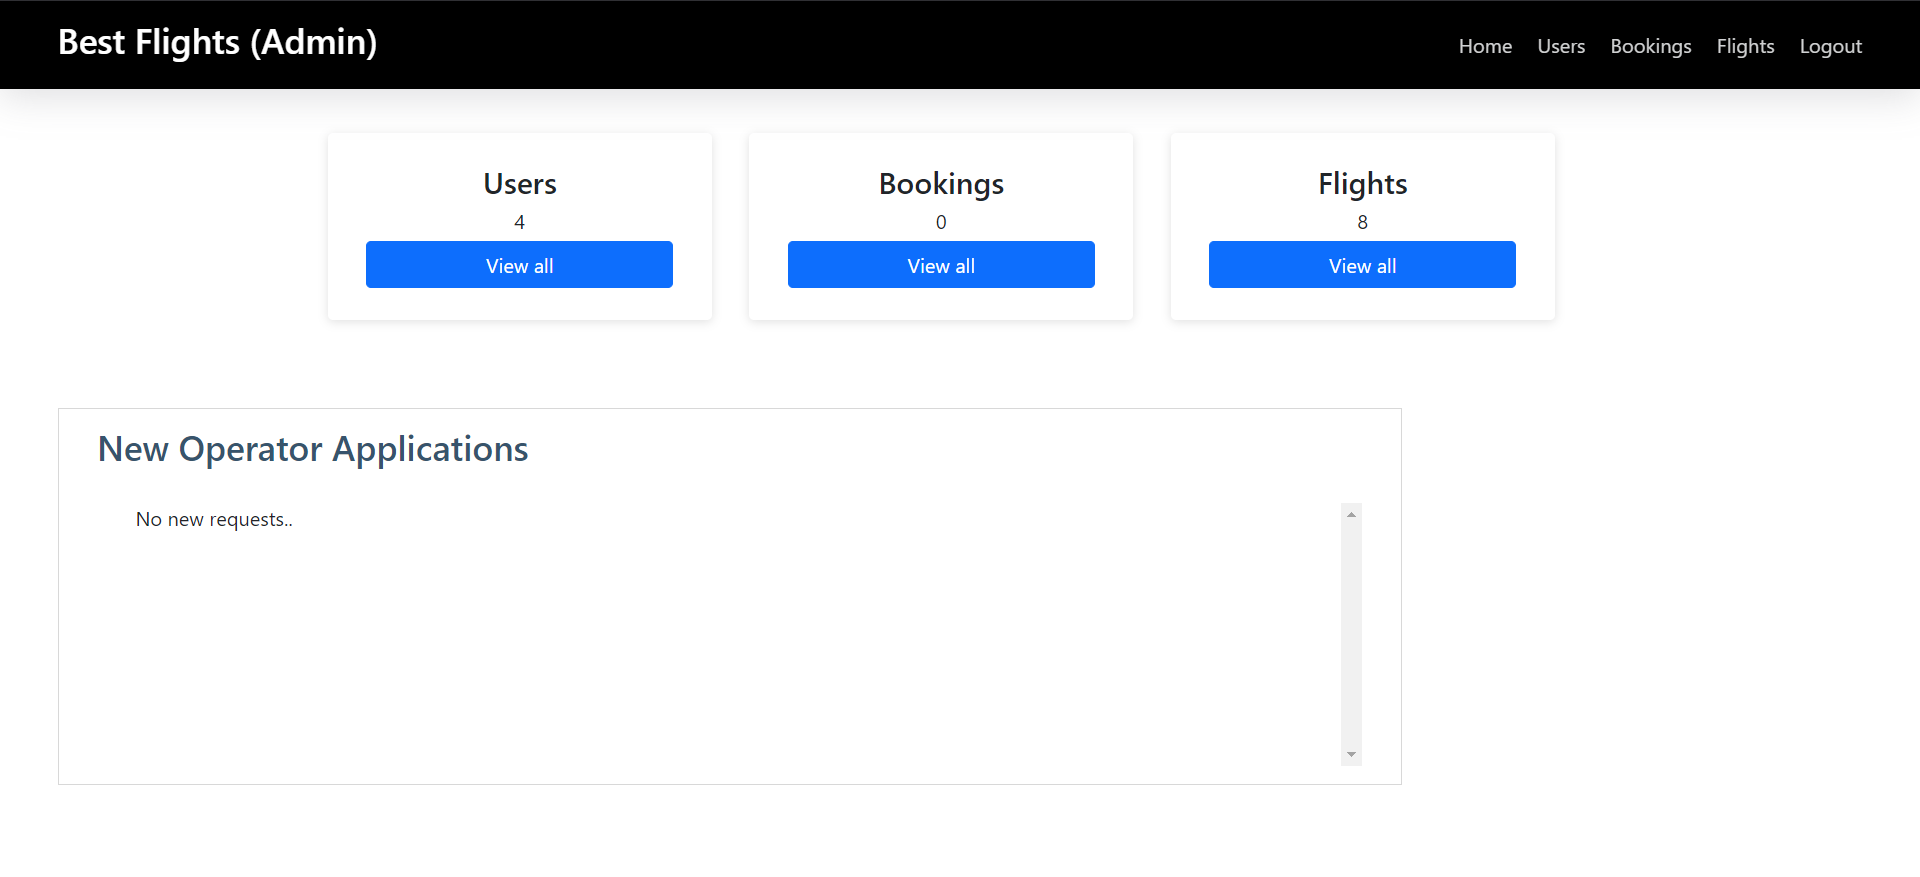 Best Flights (Admin)
Home Users Bookings Flights Logout
Users
4
View all
Bookings
0
View all
Flights
8
View all
New Operator Applications
No new requests..